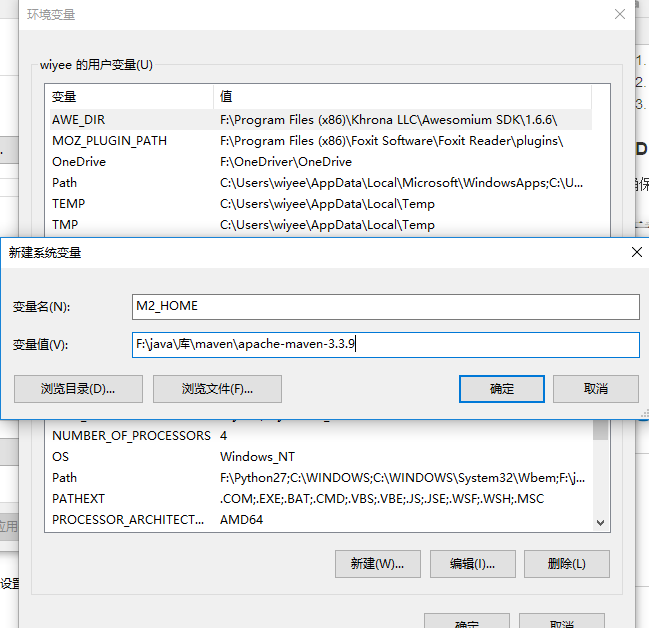 环境变量
wiyee 的用户变量(U)
变量 值
AWE_DIR F:\Program Files (x86)\Khrona LLC\Awesomium SDK\1.6.6\
MOZ_PLUGIN_PATH F:\Program Files (x86)\Foxit Software\Foxit Reader\plugins\
OneDrive F:\OneDriver\OneDrive
Path C:\Users\wiyee\AppData\Local\Microsoft\WindowsApps;C:\U...
TEMP C:\Users\wiyee\AppData\Local\Temp
TMP C:\Users\wiyee\AppData\Local\Temp
新建系统变量
变量名(N): M2_HOME
变量值(V): F:\java\库\maven\apache-maven-3.3.9
浏览目录(D)... 浏览文件(F)... 确定 取消
NUMBER_OF_PROCESSORS 4
OS Windows_NT
Path F:\Python27;C:\WINDOWS;C:\WINDOWS\System32\Wbem;F:\j...
PATHEXT .COM;.EXE;.BAT;.CMD;.VBS;.VBE;.JS;.JSE;.WSF;.WSH;.MSC
PROCESSOR_ARCHITECT... AMD64
新建(W)... 编辑(I)... 删除(L)
确定 取消
1.
2.
3.
D
确保
应用
设置